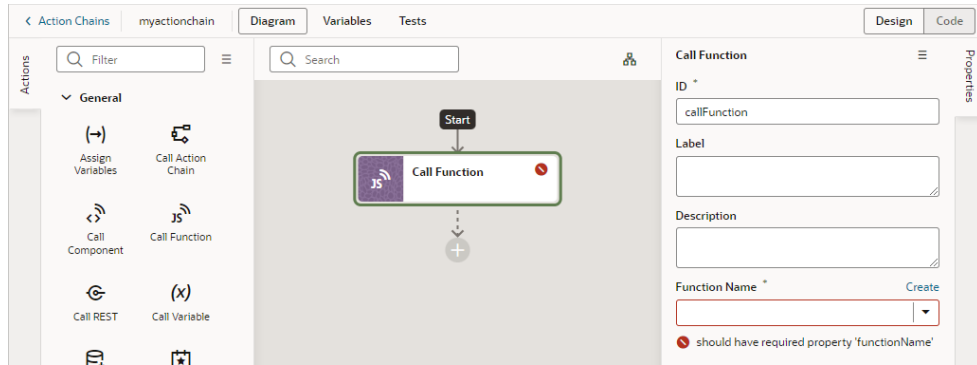 Action Chains myactionchain Diagram Variables Tests Design Code
Actions
Filter
General
(→)
Assign
Variables
Call Action
Chain
Call
Component
JS
Call Function
Call REST
(x)
Call Variable
Search
Start
JS
Call Function
Call Function
ID *
callFunction
Label
Description
Function Name * Create
should have required property 'functionName'
Properties